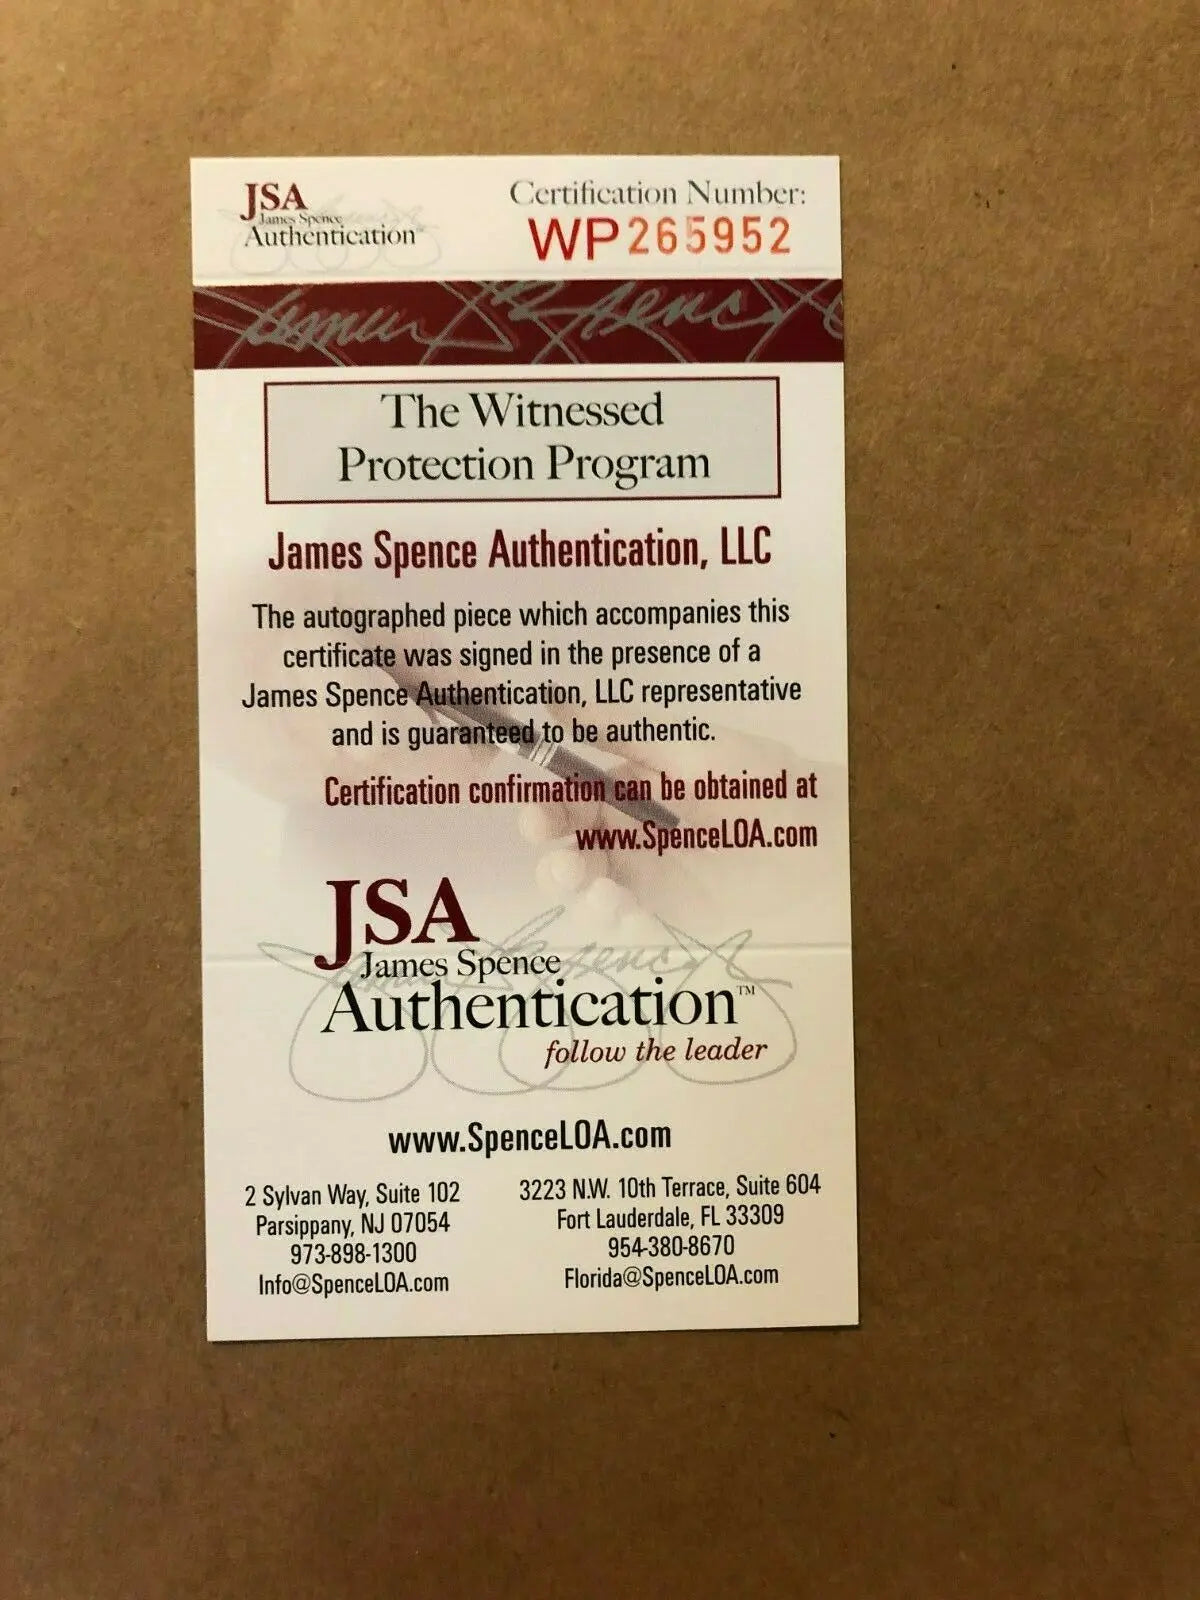 JSA
James Spence
Authentication
Certification Number:
WP265952
The Witnessed
Protection Program
James Spence Authentication, LLC
The autographed piece which accompanies this
certificate was signed in the presence of a
James Spence Authentication, LLC representative
and is guaranteed to be authentic.
Certification confirmation can be obtained at
www.SpenceLOA.com
JSA
James Spence
Authentication™
follow the leader
www.SpenceLOA.com
2 Sylvan Way, Suite 102
Parsippany, NJ 07054
973-898-1300
Info@SpenceLOA.com
3223 N.W. 10th Terrace, Suite 604
Fort Lauderdale, FL 33309
954-380-8670
Florida@SpenceLOA.com